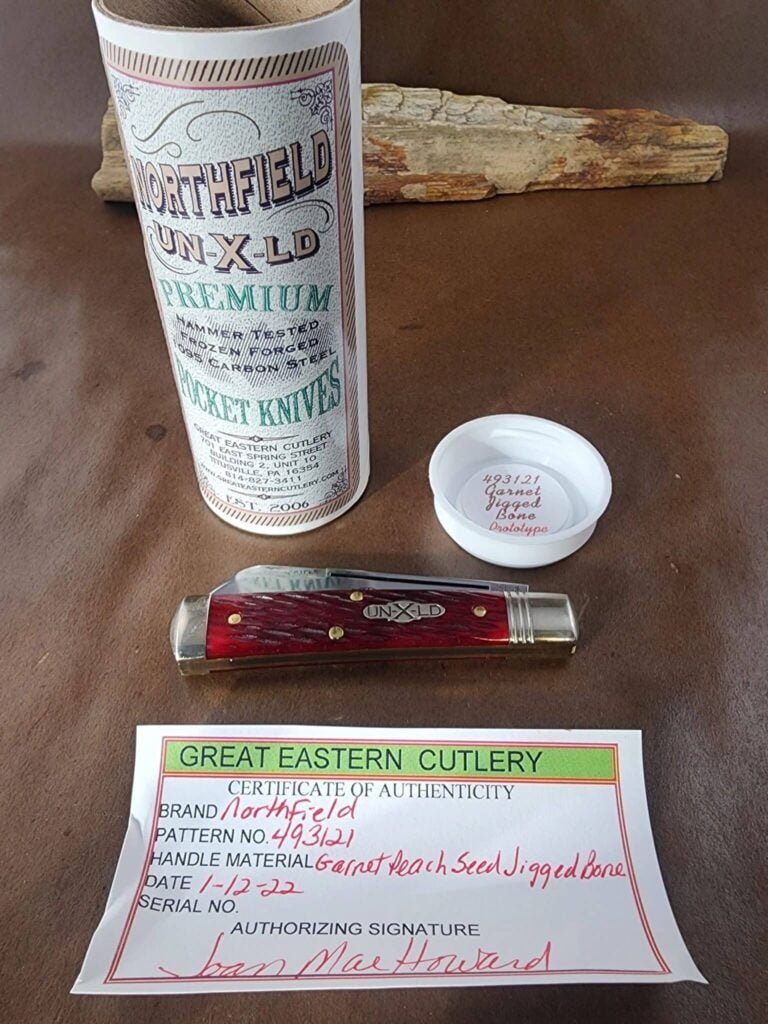 NORTHFIELD
UN-X-LD
PREMIUM
HAMMER TESTED
FROZEN FORGED
1095 CARBON STEEL
POCKET KNIVES
GREAT EASTERN CUTLERY
701 EAST SPRING STREET
BUILDING 2, UNIT 10
TITUSVILLE, PA 16354
814-827-3411
WWW.GREATEASTERNCUTLERY.COM
EST. 2006
493121
Garnet
Jigged
Bone
Prototype
UN-X-LD
GREAT EASTERN CUTLERY
CERTIFICATE OF AUTHENTICITY
BRAND Northfield
PATTERN NO. 493121
HANDLE MATERIAL Garnet Peach Seed Jigged Bone
DATE 1-12-22
SERIAL NO.
AUTHORIZING SIGNATURE
Joan Mae Howard